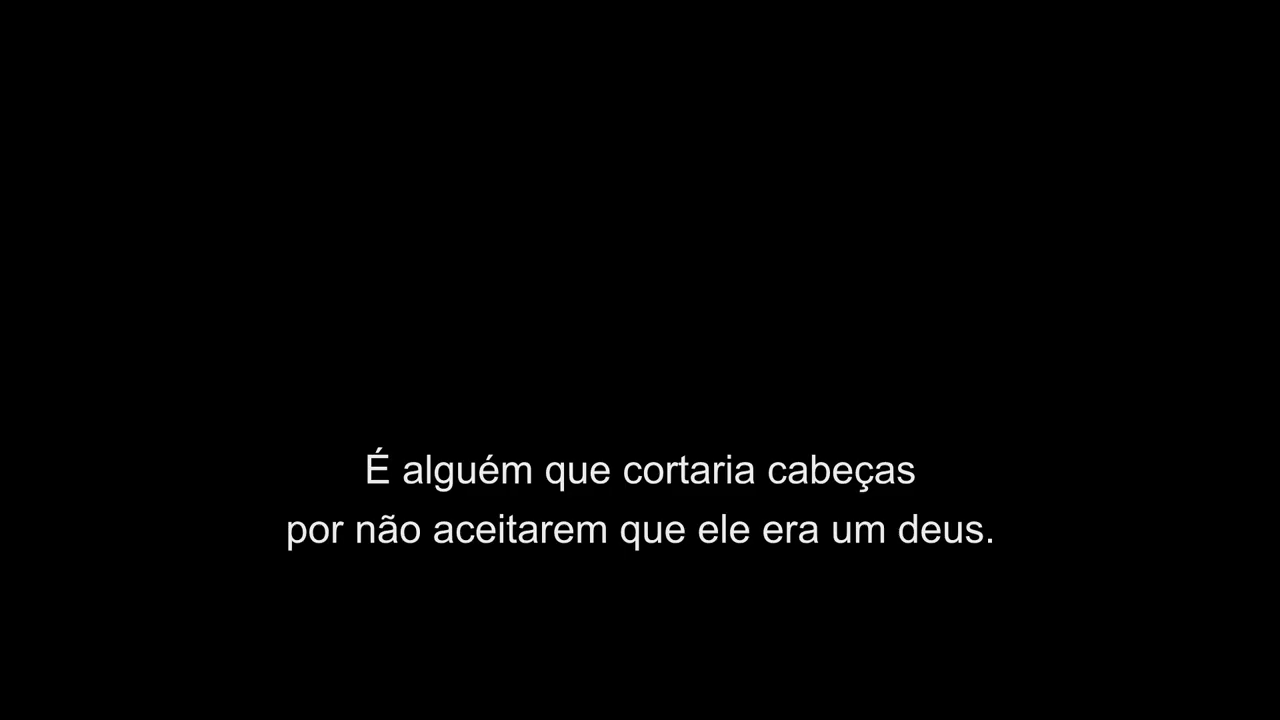 É alguém que cortaria cabeças
por não aceitarem que ele era um deus.